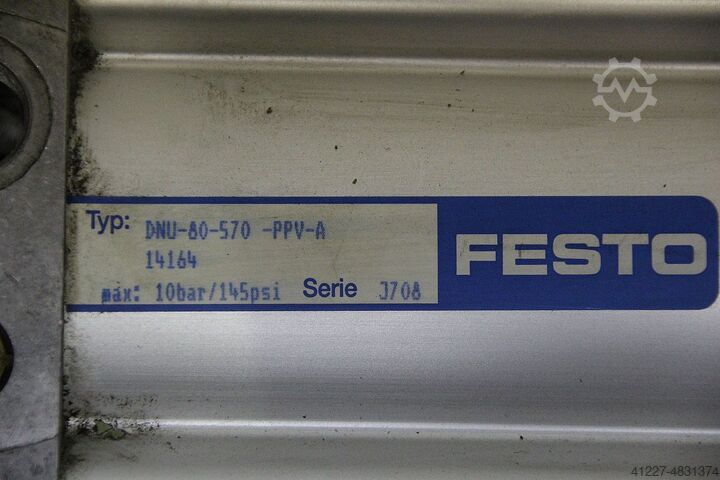 Typ: DNU-80-570 -PPV-A
14164
max: 10bar/145psi Serie J708
FESTO
41227-4831374